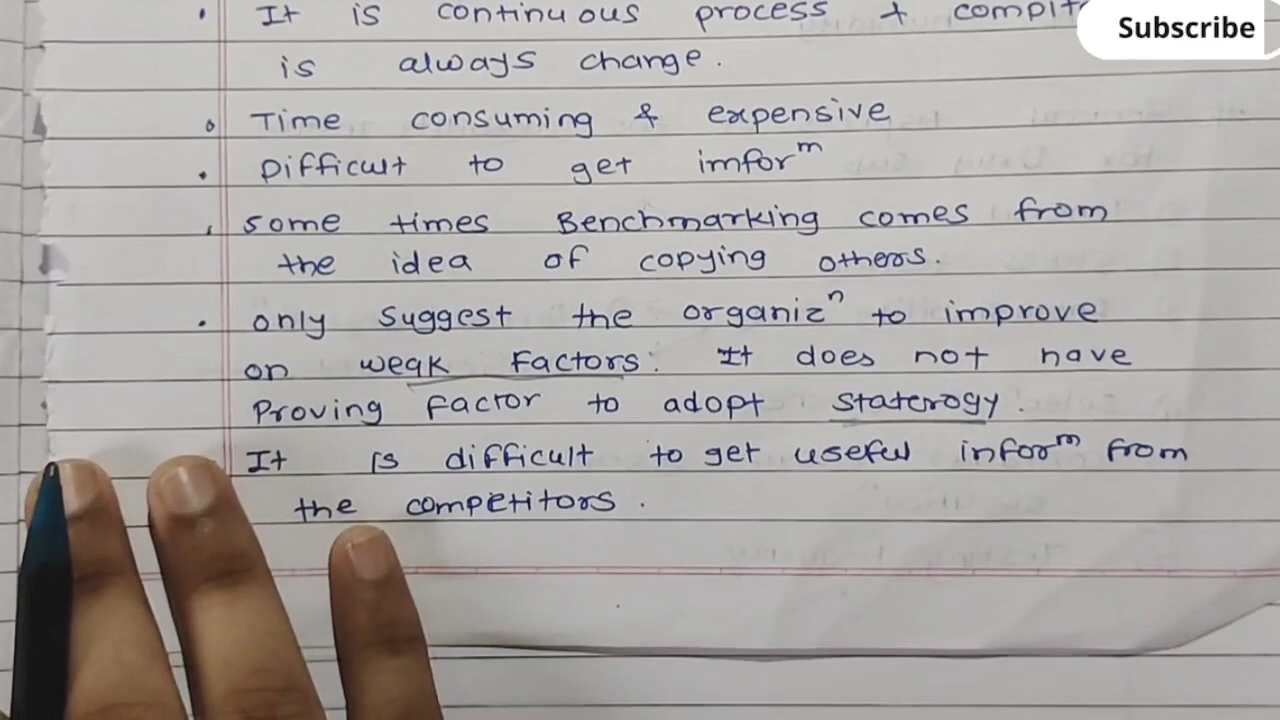 It is continuous process + compit
Subscribe
is always change.
Time consuming & expensive
Difficult to get imforᵐ
some times Benchmarking comes from
the idea of copying others.
only suggest the organizⁿ to improve
on weak factors. It does not have
Proving factor to adopt staterogy.
It is difficult to get useful inforᵐ from
the competitors.